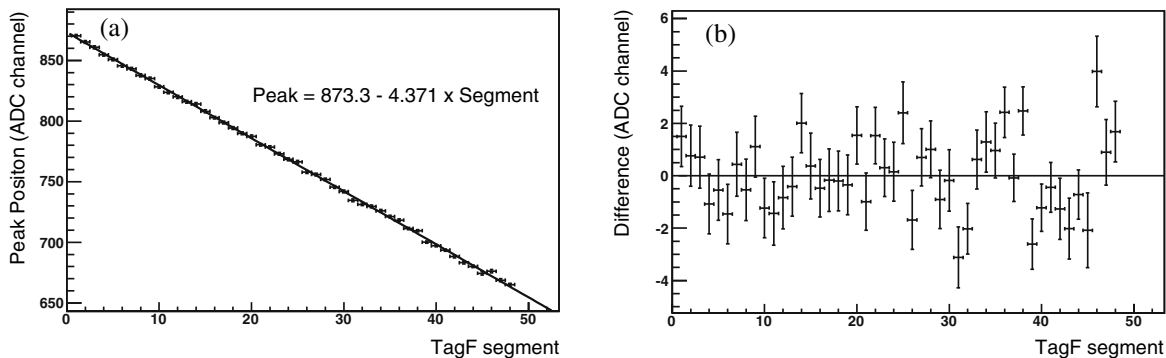 (a)
Peak Positon (ADC channel)
850
800
750
700
650
Peak = 873.3 - 4.371 x Segment
0 10 20 30 40 50
TagF segment
(b)
Difference (ADC channel)
6
4
2
0
-2
-4
0 10 20 30 40 50
TagF segment